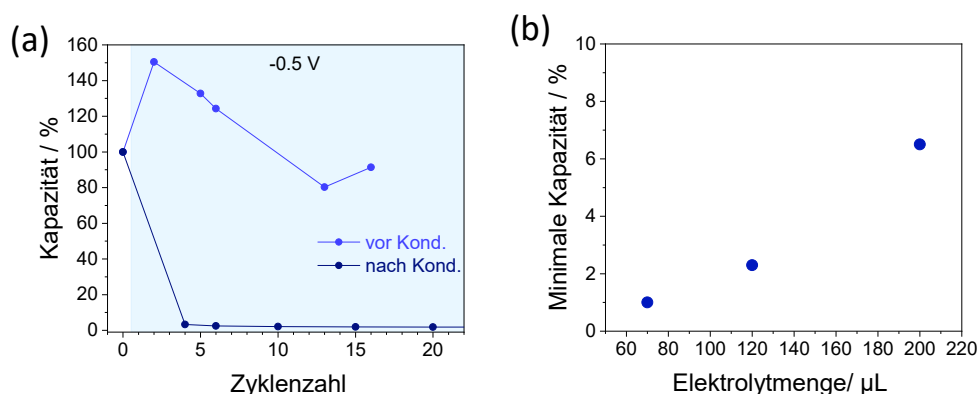 (a)
160
140
120
100
80
60
40
20
0
Kapazität / %
-0.5 V
vor Kond.
nach Kond.
0 5 10 15 20
Zyklenzahl
(b)
10
8
6
4
2
0
Minimale Kapazität / %
60 80 100 120 140 160 180 200 220
Elektrolytmenge/ µL